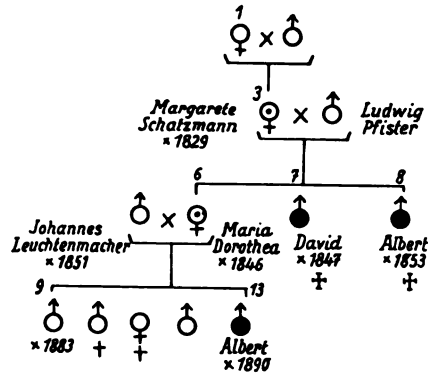 1
3
Margarete
Schatzmann
×1829
Ludwig
Pfister
6
7
8
Johannes
Leuchtenmacher
×1851
Maria
Dorothea
×1846
David
×1847
Albert
×1853
9
13
×1883
Albert
×1890